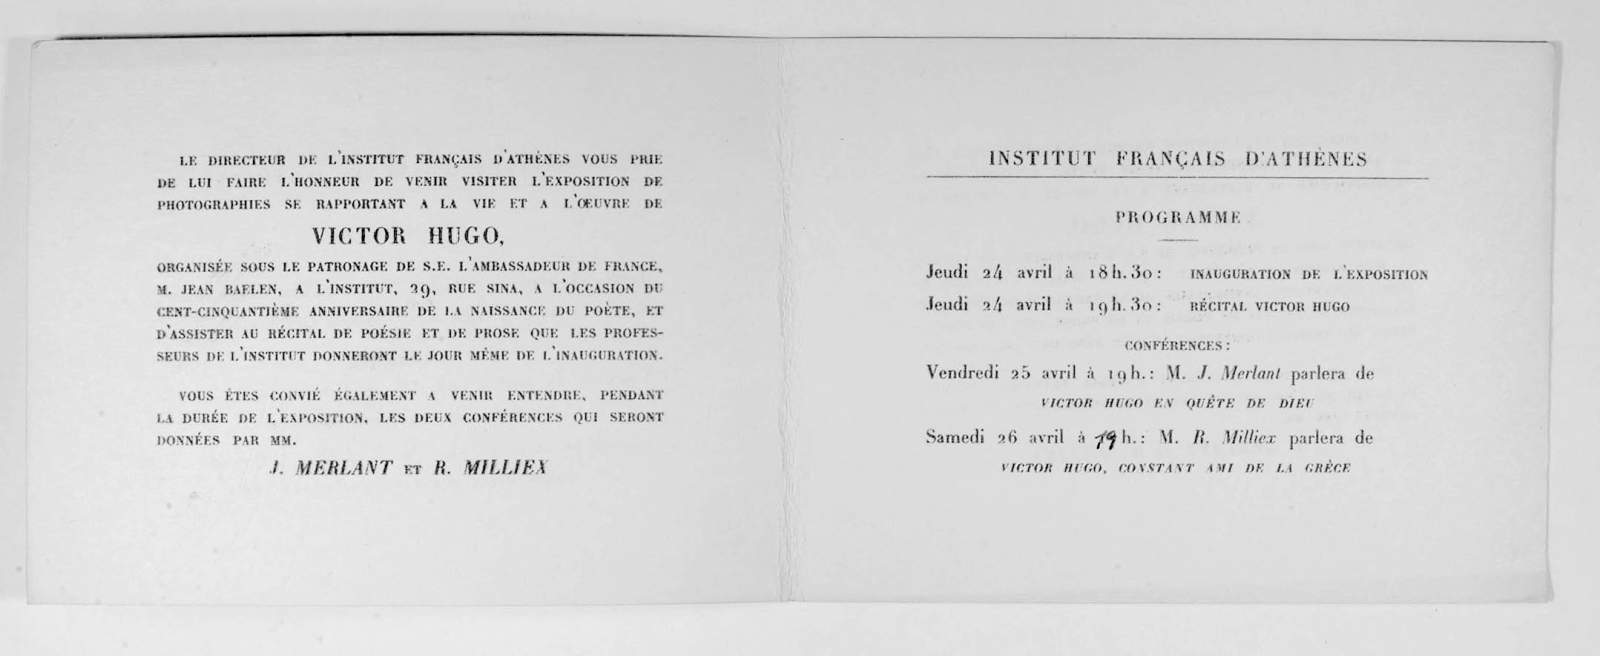 LE DIRECTEUR DE L'INSTITUT FRANÇAIS D'ATHÈNES VOUS PRIE
DE LUI FAIRE L'HONNEUR DE VENIR VISITER L'EXPOSITION DE
PHOTOGRAPHIES SE RAPPORTANT A LA VIE ET A L'ŒUVRE DE
VICTOR HUGO,
ORGANISÉE SOUS LE PATRONAGE DE S.E. L'AMBASSADEUR DE FRANCE,
M. JEAN BAELEN, A L'INSTITUT, 29, RUE SINA, A L'OCCASION DU
CENT-CINQUANTIÈME ANNIVERSAIRE DE LA NAISSANCE DU POÈTE, ET
D'ASSISTER AU RÉCITAL DE POÉSIE ET DE PROSE QUE LES PROFES-
SEURS DE L'INSTITUT DONNERONT LE JOUR MÊME DE L'INAUGURATION.
VOUS ÊTES CONVIÉ ÉGALEMENT A VENIR ENTENDRE, PENDANT
LA DURÉE DE L'EXPOSITION, LES DEUX CONFÉRENCES QUI SERONT
DONNÉES PAR MM.
J. MERLANT ET R. MILLIEX
INSTITUT FRANÇAIS D'ATHÈNES
PROGRAMME
Jeudi 24 avril à 18h.30: INAUGURATION DE L'EXPOSITION
Jeudi 24 avril à 19h.30: RÉCITAL VICTOR HUGO
CONFÉRENCES:
Vendredi 25 avril à 19h.: M. J. Merlant parlera de
VICTOR HUGO EN QUÊTE DE DIEU
Samedi 26 avril à 19h.: M. R. Milliex parlera de
VICTOR HUGO, CONSTANT AMI DE LA GRÈCE